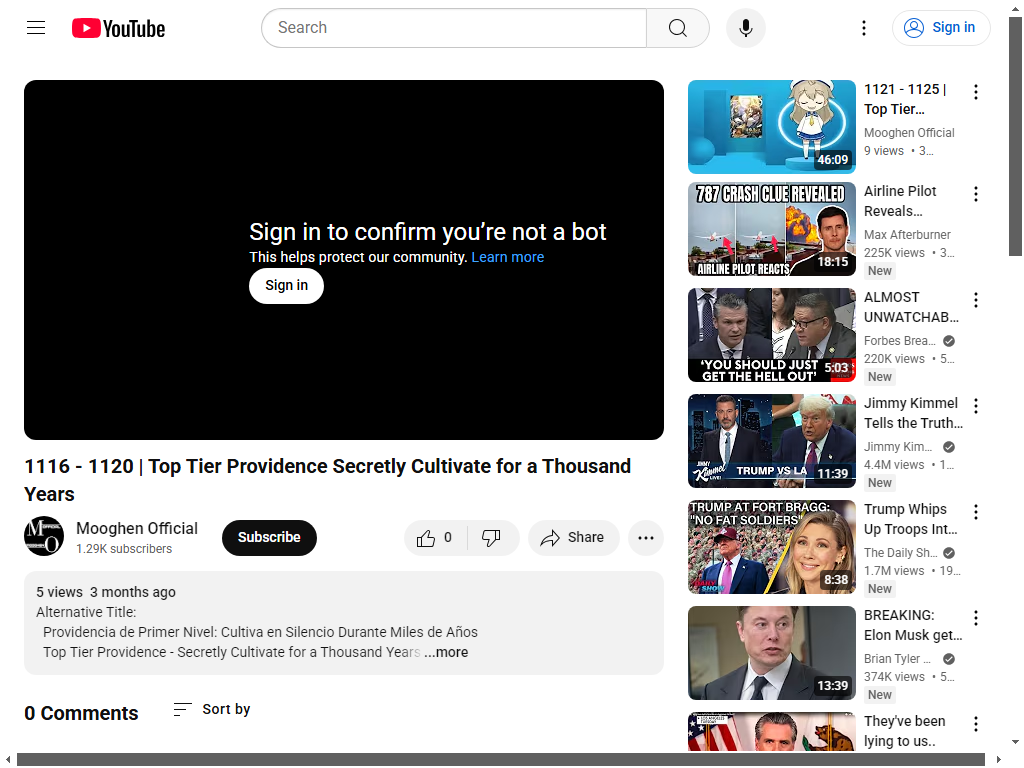 YouTube
Search
Sign in
Sign in to confirm you're not a bot
This helps protect our community. Learn more
Sign in
1116 - 1120 | Top Tier Providence Secretly Cultivate for a Thousand
Years
Mooghen Official
1.29K subscribers
Subscribe
0
Share
5 views 3 months ago
Alternative Title:
Providencia de Primer Nivel: Cultiva en Silencio Durante Miles de Años
Top Tier Providence - Secretly Cultivate for a Thousand Years ...more
0 Comments
Sort by
46:09
1121 - 1125 |
Top Tier…
Mooghen Official
9 views • 3…
787 CRASH CLUE REVEALED
AIRLINE PILOT REACTS
18:15
Airline Pilot
Reveals…
Max Afterburner
225K views • 3…
New
'YOU SHOULD JUST
GET THE HELL OUT'
5:03
ALMOST
UNWATCHAB…
Forbes Brea…
220K views • 5…
New
JIMMY
Kimmel
LIVE!
TRUMP VS LA
11:39
Jimmy Kimmel
Tells the Truth…
Jimmy Kim…
4.4M views • 1…
New
TRUMP AT FORT BRAGG:
"NO FAT SOLDIERS"
DAILY
SHOW
8:38
Trump Whips
Up Troops Int…
The Daily Sh…
1.7M views • 19…
New
13:39
BREAKING:
Elon Musk get…
Brian Tyler …
374K views • 5…
New
LOS ANGELES
TUESDAY
They've been
lying to us..